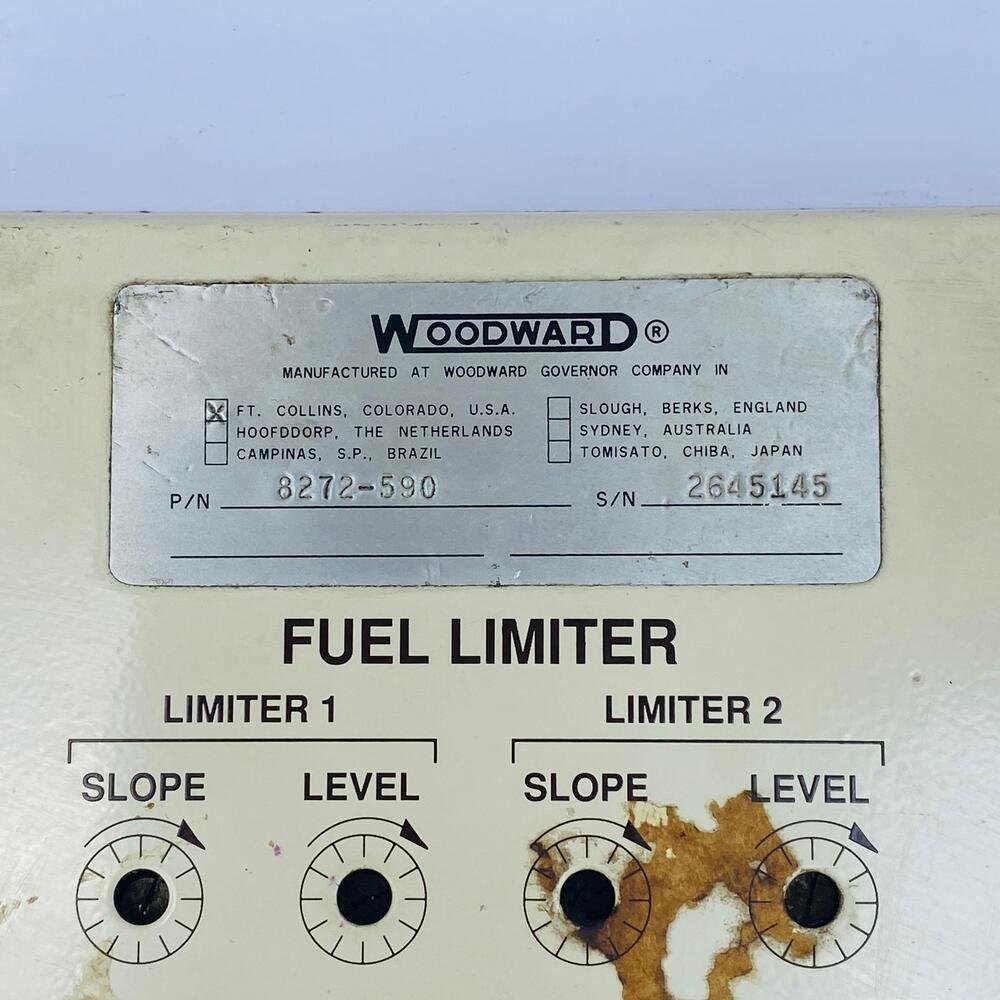 WOODWARD®
MANUFACTURED AT WOODWARD GOVERNOR COMPANY IN
X FT. COLLINS, COLORADO, U.S.A.
HOOFDDORP, THE NETHERLANDS
CAMPINAS, S.P., BRAZIL
SLOUGH, BERKS, ENGLAND
SYDNEY, AUSTRALIA
TOMISATO, CHIBA, JAPAN
P/N 8272-590 S/N 2645145
FUEL LIMITER
LIMITER 1 LIMITER 2
SLOPE LEVEL SLOPE LEVEL